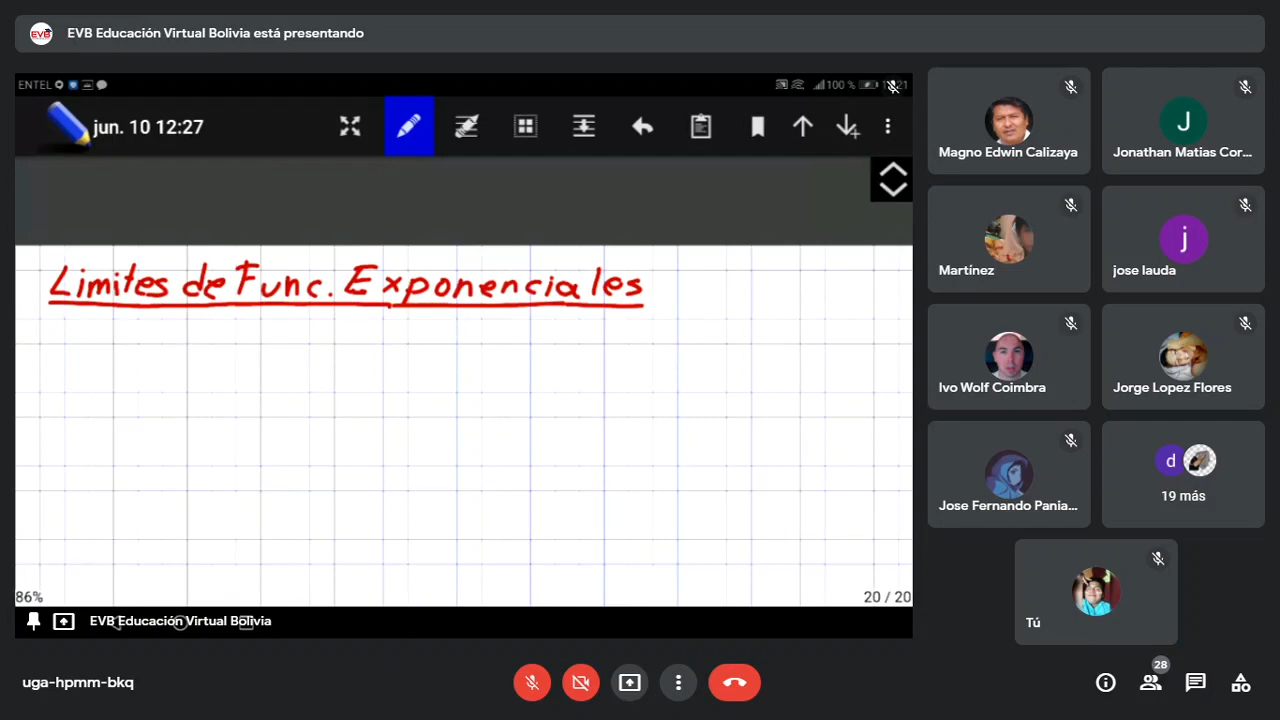 EVB Educación Virtual Bolivia está presentando
ENTEL
100 %
jun. 10 12:27
Limites de Func. Exponenciales
86%
20 / 20
EVB Educación Virtual Bolivia
Magno Edwin Calizaya
J
Jonathan Matias Cor...
Martínez
j
jose lauda
Ivo Wolf Coimbra
Jorge Lopez Flores
Jose Fernando Pania...
d
19 más
Tú
uga-hpmm-bkq
28